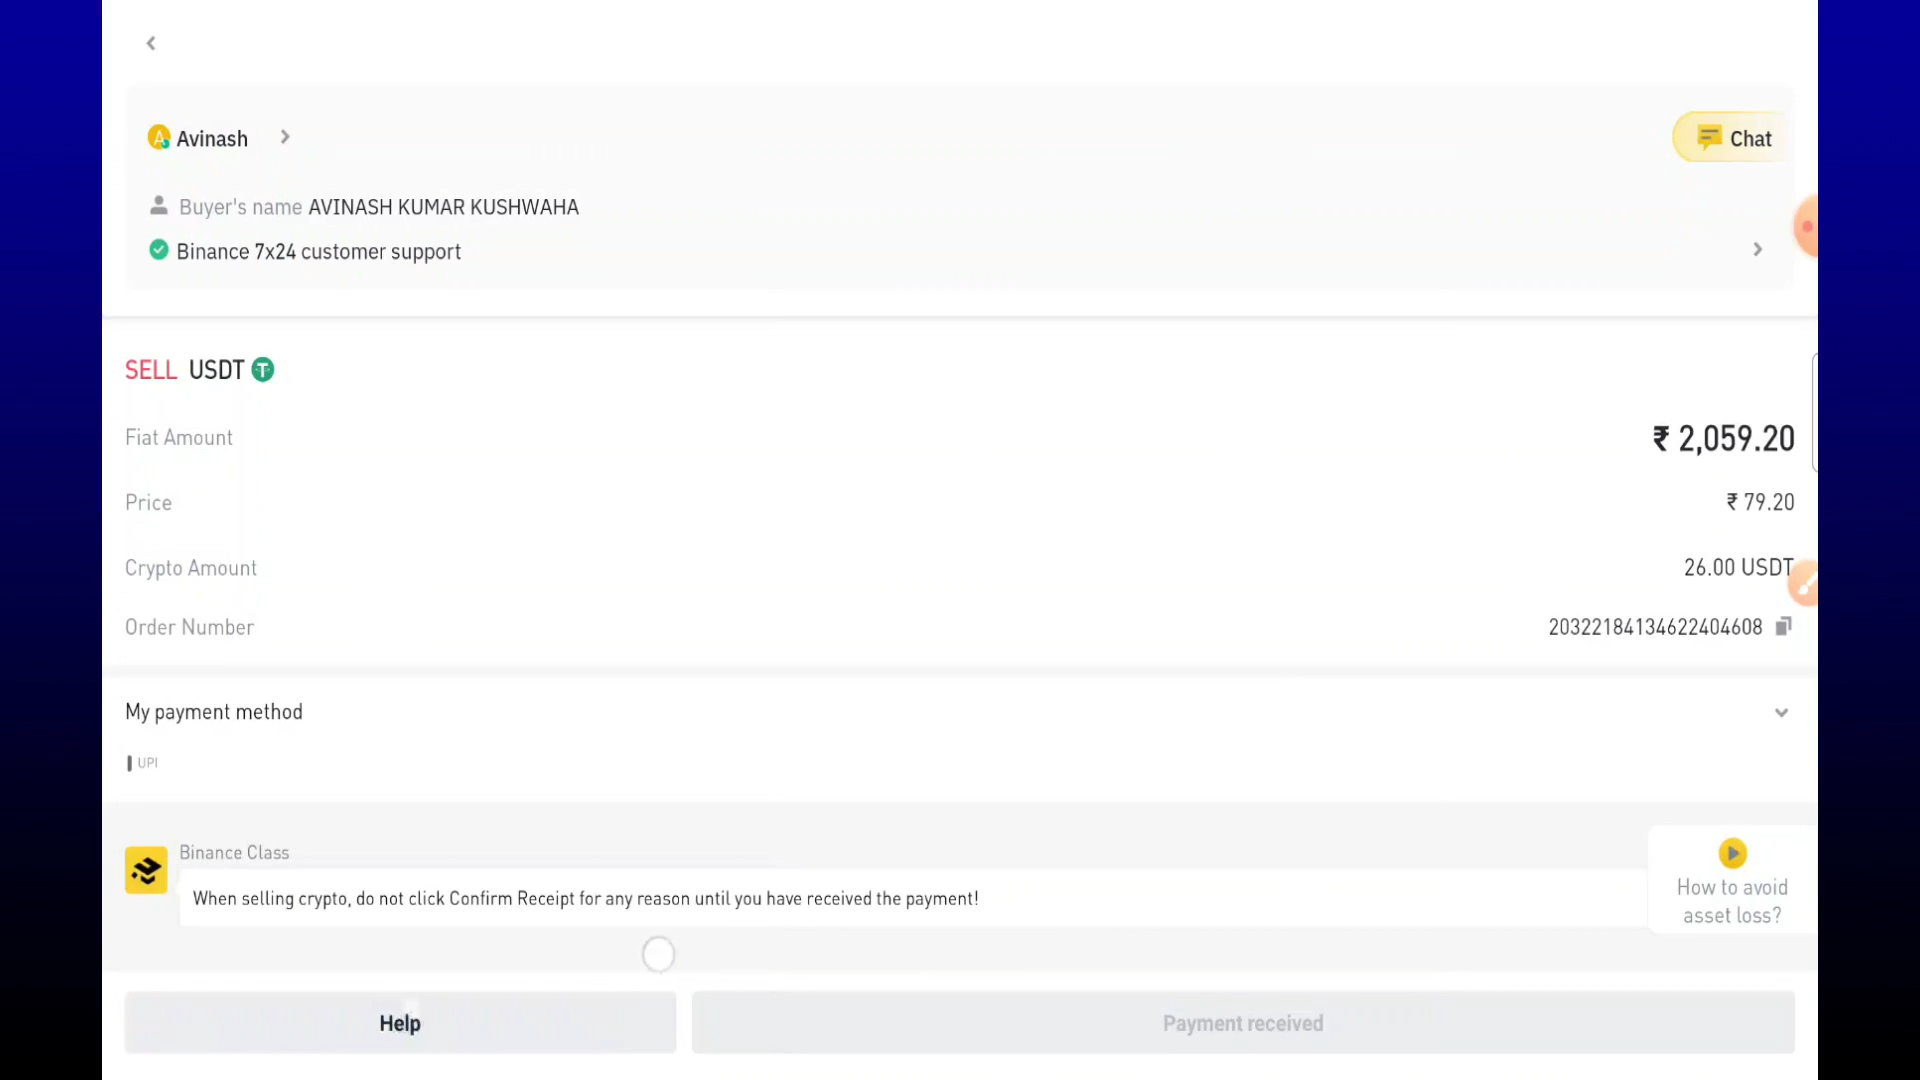 Avinash
Chat
Buyer's name AVINASH KUMAR KUSHWAHA
Binance 7x24 customer support
SELL USDT
Fiat Amount
₹ 2,059.20
Price
₹ 79.20
Crypto Amount
26.00 USDT
Order Number
20322184134622404608
My payment method
UPI
Binance Class
When selling crypto, do not click Confirm Receipt for any reason until you have received the payment!
How to avoid
asset loss?
Help
Payment received